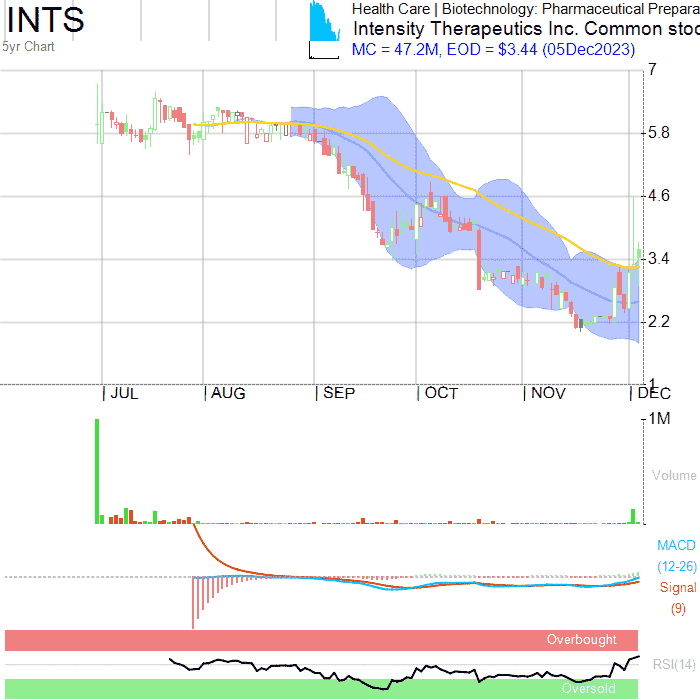 INTS
5yr Chart
Health Care | Biotechnology: Pharmaceutical Prepara
Intensity Therapeutics Inc. Common stoc
MC = 47.2M, EOD = $3.44 (05Dec2023)
7
5.8
4.6
3.4
2.2
1
JUL AUG SEP OCT NOV DEC
1M
Volume
MACD
(12-26)
Signal
(9)
Overbought
RSI(14)
Oversold